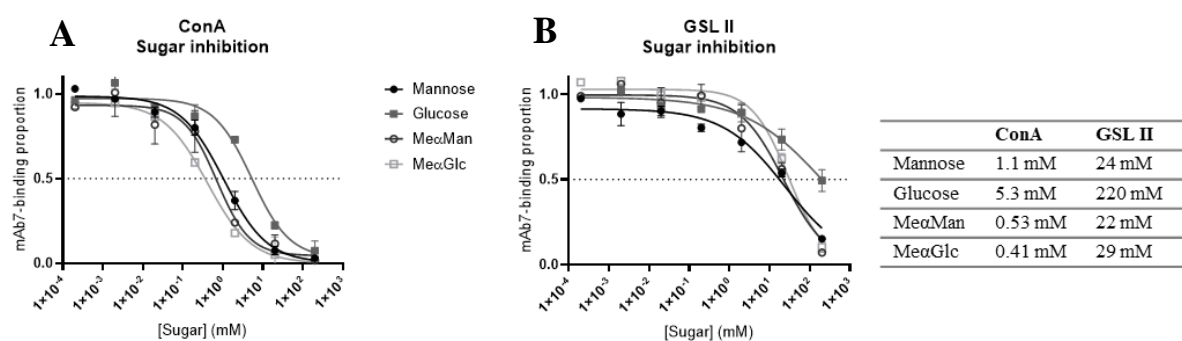 A
ConA
Sugar inhibition
mAb7-binding proportion
1.0
0.5
0.0
1×10⁻⁴
1×10⁻³
1×10⁻²
1×10⁻¹
1×10⁰
1×10¹
1×10²
1×10³
[Sugar] (mM)
Mannose
Glucose
MeαMan
MeαGlc
B
GSL II
Sugar inhibition
mAb7-binding proportion
1.0
0.5
0.0
1×10⁻⁴
1×10⁻³
1×10⁻²
1×10⁻¹
1×10⁰
1×10¹
1×10²
1×10³
[Sugar] (mM)
ConA GSL II
Mannose 1.1 mM 24 mM
Glucose 5.3 mM 220 mM
MeαMan 0.53 mM 22 mM
MeαGlc 0.41 mM 29 mM